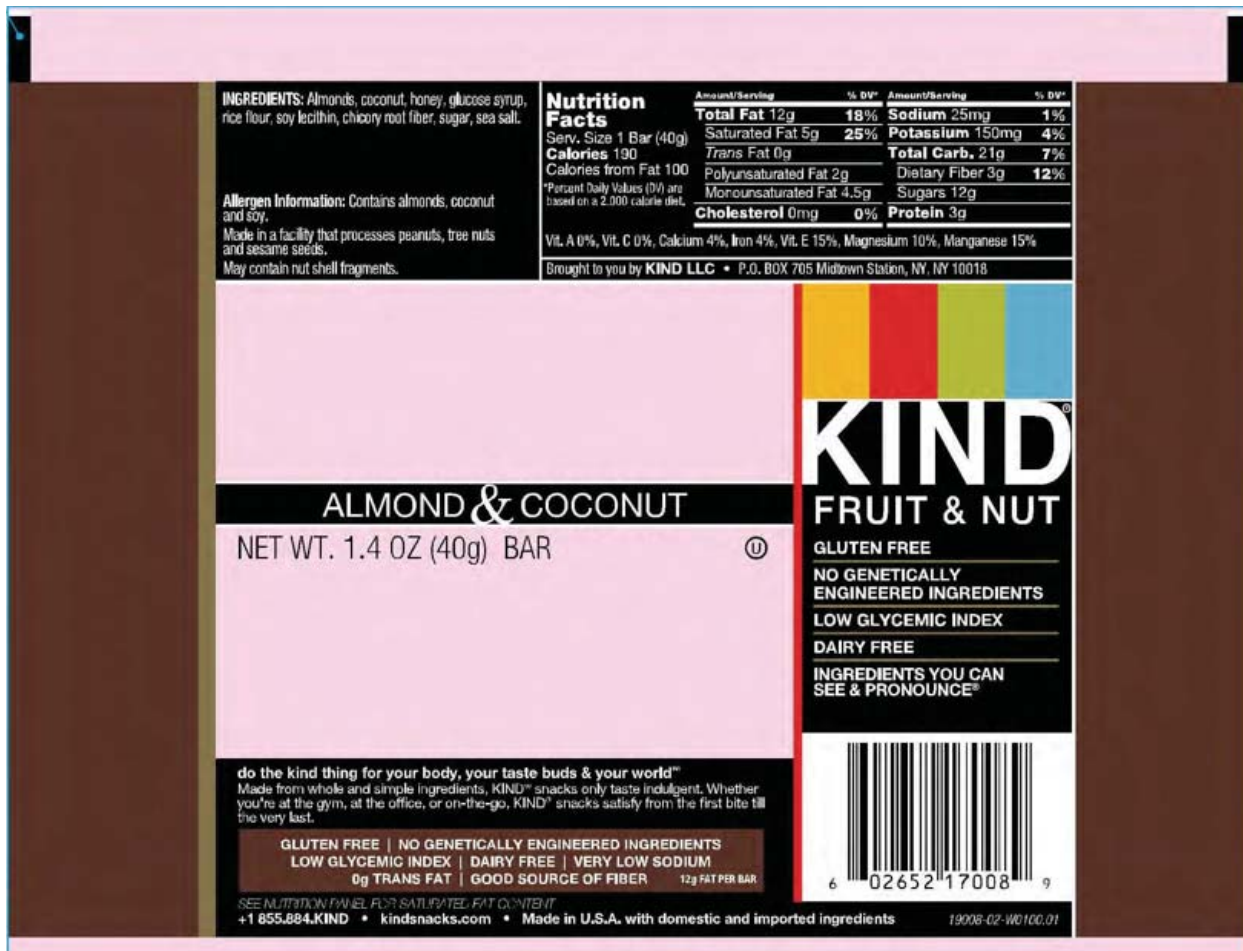 INGREDIENTS: Almonds, coconut, honey, glucose syrup,
rice flour, soy lecithin, chicory root fiber, sugar, sea salt.
Allergen Information: Contains almonds, coconut
and soy.
Made in a facility that processes peanuts, tree nuts
and sesame seeds.
May contain nut shell fragments.
Nutrition
Facts
Serv. Size 1 Bar (40g)
Calories 190
Calories from Fat 100
*Percent Daily Values (DV) are
based on a 2,000 calorie diet.
Amount/Serving % DV*
Total Fat 12g 18%
Saturated Fat 5g 25%
Trans Fat 0g
Polyunsaturated Fat 2g
Monounsaturated Fat 4.5g
Cholesterol 0mg 0%
Amount/Serving % DV*
Sodium 25mg 1%
Potassium 150mg 4%
Total Carb. 21g 7%
Dietary Fiber 3g 12%
Sugars 12g
Protein 3g
Vit. A 0%, Vit. C 0%, Calcium 4%, Iron 4%, Vit. E 15%, Magnesium 10%, Manganese 15%
Brought to you by KIND LLC • P.O. BOX 705 Midtown Station, NY, NY 10018
ALMOND & COCONUT
NET WT. 1.4 OZ (40g) BAR
U
KIND®
FRUIT & NUT
GLUTEN FREE
NO GENETICALLY
ENGINEERED INGREDIENTS
LOW GLYCEMIC INDEX
DAIRY FREE
INGREDIENTS YOU CAN
SEE & PRONOUNCE®
do the kind thing for your body, your taste buds & your world℠
Made from whole and simple ingredients, KIND® snacks only taste indulgent. Whether
you're at the gym, at the office, or on-the-go, KIND® snacks satisfy from the first bite till
the very last.
GLUTEN FREE | NO GENETICALLY ENGINEERED INGREDIENTS
LOW GLYCEMIC INDEX | DAIRY FREE | VERY LOW SODIUM
0g TRANS FAT | GOOD SOURCE OF FIBER 12g FAT PER BAR
SEE NUTRITION PANEL FOR SATURATED FAT CONTENT
+1 855.884.KIND • kindsnacks.com • Made in U.S.A. with domestic and imported ingredients
19008-02-W0100.01
6 02652 17008 9